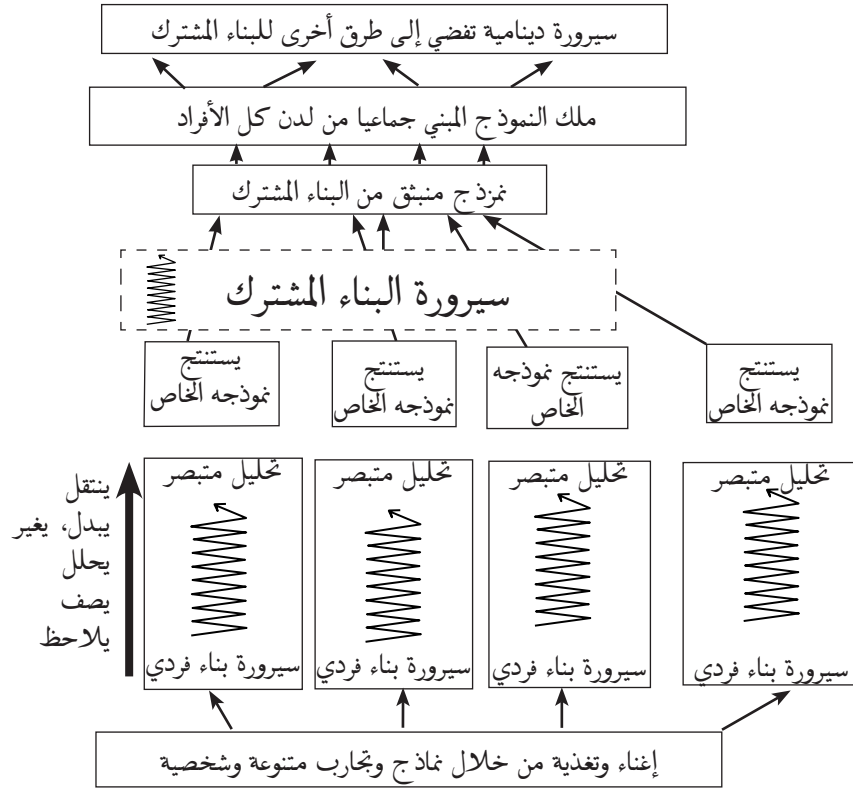 سيرورة دينامية تفضي إلى طرق أخرى للبناء المشترك
ملك النموذج المبني جماعيا من لدن كل الأفراد
نمزذج منبثق من البناء المشترك
سيرورة البناء المشترك
يستنتج
نموذجه الخاص
يستنتج نموذجه
الخاص
يستنتج
نموذجه الخاص
يستنتج
نموذجه الخاص
تحليل متبصر
تحليل متبصر
تحليل متبصر
تحليل متبصر
ينتقل
يبدل، يغير
يحلل
يصف
يلاحظ
سيرورة بناء فردي
سيرورة بناء فردي
سيرورة بناء فردي
سيرورة بناء فردي
إغناء وتغذية من خلال نماذج وتجارب متنوعة وشخصية